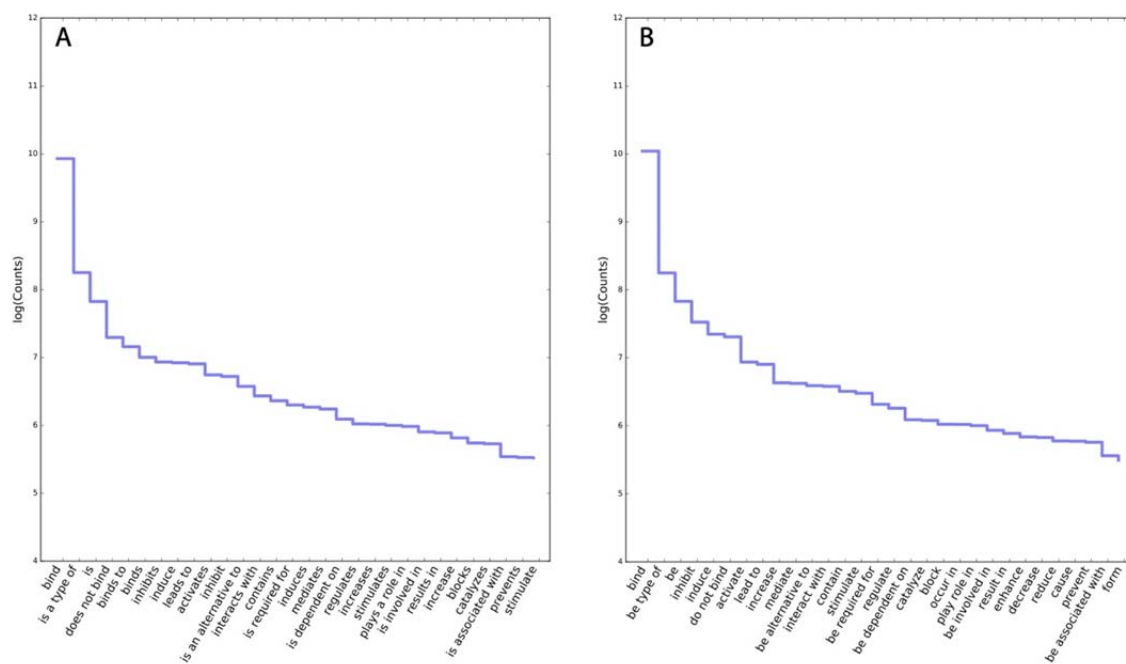 A
12
11
10
9
8
7
6
5
4
log(Counts)
bind
is a type of
is
does not bind
binds to
binds
inhibits
induce
leads to
activates
inhibit
is an alternative to
interacts with
contains
is required for
induces
mediates
is dependent on
regulates
increases
stimulates
plays a role in
is involved in
results in
increase
blocks
catalyzes
is associated with
prevents
stimulate
B
12
11
10
9
8
7
6
5
4
log(Counts)
bind
be type of
be
inhibit
induce
do not bind
activate
lead to
increase
mediate
be alternative to
interact with
contain
stimulate
be required for
regulate
be dependent on
catalyze
block
occur in
play role in
be involved in
result in
enhance
decrease
reduce
cause
prevent
be associated with
form